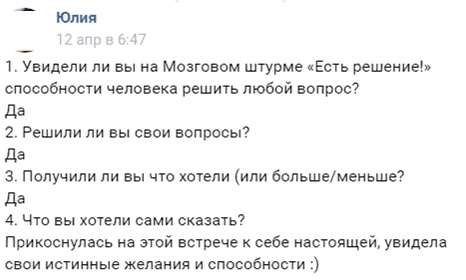 Юлия
12 апр в 6:47
1. Увидели ли вы на Мозговом штурме «Есть решение!»
способности человека решить любой вопрос?
Да
2. Решили ли вы свои вопросы?
Да
3. Получили ли вы что хотели (или больше/меньше?
Да
4. Что вы хотели сами сказать?
Прикоснулась на этой встрече к себе настоящей, увидела
свои истинные желания и способности :)